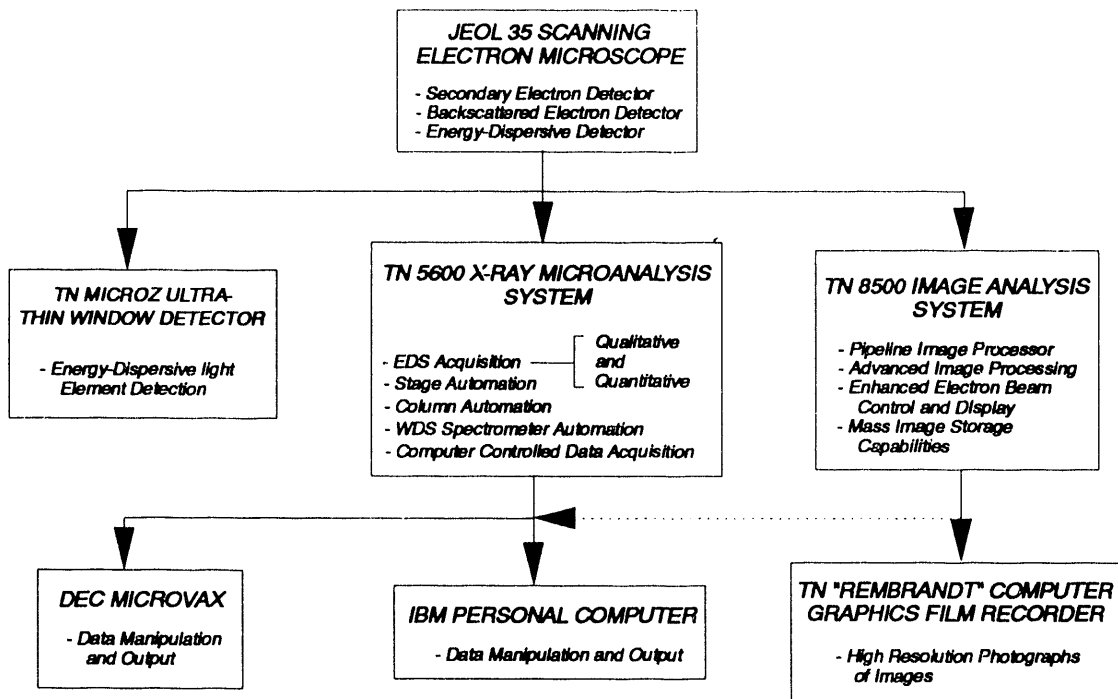 JEOL 35 SCANNING
ELECTRON MICROSCOPE
- Secondary Electron Detector
- Backscattered Electron Detector
- Energy-Dispersive Detector
TN MICROZ ULTRA-
THIN WINDOW DETECTOR
- Energy-Dispersive light
Element Detection
TN 5600 X-RAY MICROANALYSIS
SYSTEM
- EDS Acquisition
Qualitative
and
Quantitative
- Stage Automation
- Column Automation
- WDS Spectrometer Automation
- Computer Controlled Data Acquisition
TN 8500 IMAGE ANALYSIS
SYSTEM
- Pipeline Image Processor
- Advanced Image Processing
- Enhanced Electron Beam
Control and Display
- Mass Image Storage
Capabilities
DEC MICROVAX
- Data Manipulation
and Output
IBM PERSONAL COMPUTER
- Data Manipulation and Output
TN "REMBRANDT" COMPUTER
GRAPHICS FILM RECORDER
- High Resolution Photographs
of Images